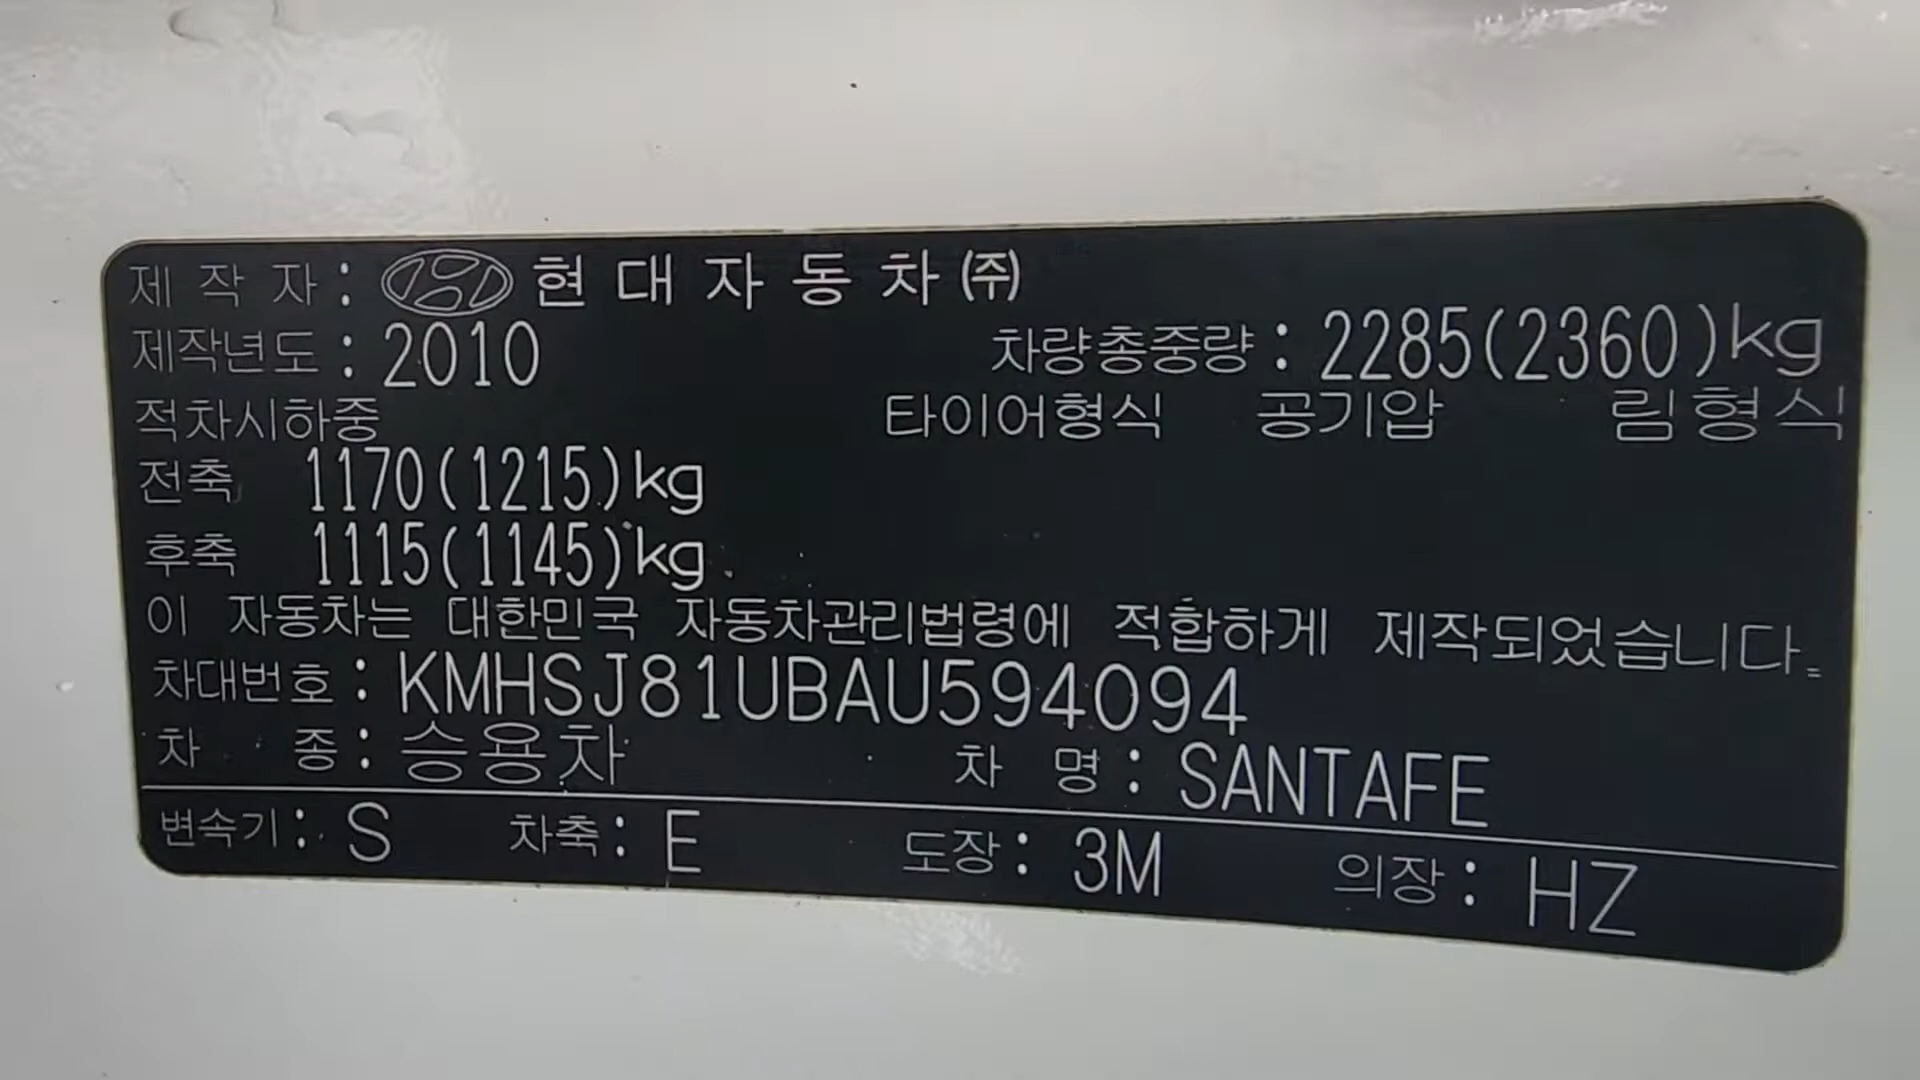 제 작 자 : 현 대 자 동 차 ㈜
제작년도 : 2010 차량총중량 : 2285(2360)kg
적차시하중 타이어형식 공기압 림형식
전축 1170(1215)kg
후축 1115(1145)kg
이 자동차는 대한민국 자동차관리법령에 적합하게 제작되었습니다.
차대번호 : KMHSJ81UBAU594094
차 종 : 승용차 차 명 : SANTAFE
변속기 : S 차축 : E 도장 : 3M 의장 : HZ